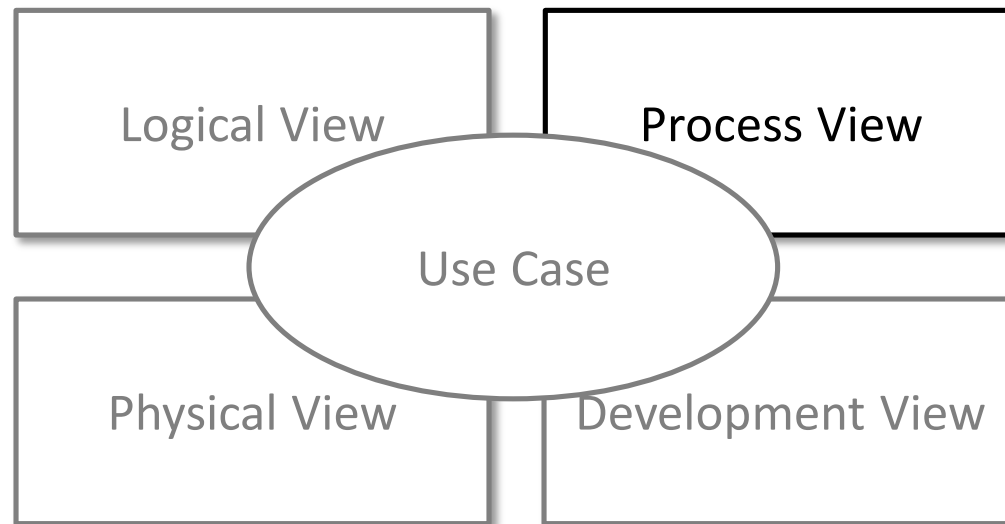 Logical View
Process View
Use Case
Physical View
Development View